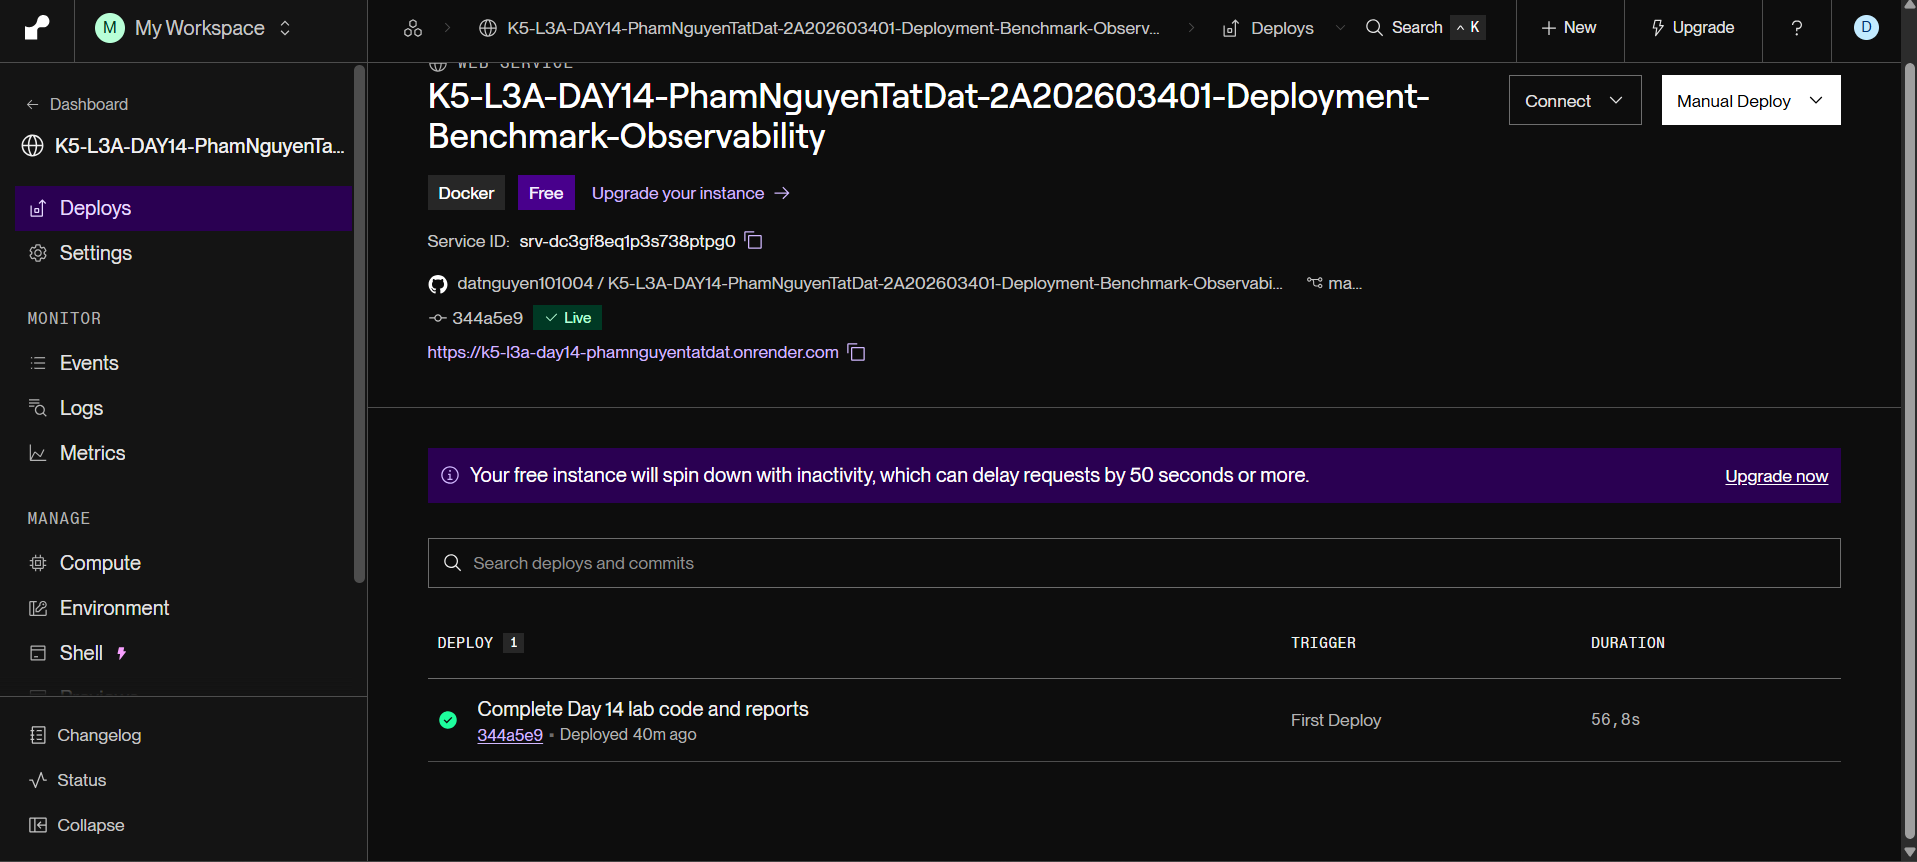 M My Workspace
K5-L3A-DAY14-PhamNguyenTatDat-2A202603401-Deployment-Benchmark-Observ...
Deploys
Search ^ K
New
Upgrade
?
D
Dashboard
K5-L3A-DAY14-PhamNguyenTa...
Deploys
Settings
MONITOR
Events
Logs
Metrics
MANAGE
Compute
Environment
Shell
Previews
Changelog
Status
Collapse
WEB SERVICE
K5-L3A-DAY14-PhamNguyenTatDat-2A202603401-Deployment-
Benchmark-Observability
Connect
Manual Deploy
Docker Free Upgrade your instance →
Service ID: srv-dc3gf8eq1p3s738ptpg0
datnguyen101004 / K5-L3A-DAY14-PhamNguyenTatDat-2A202603401-Deployment-Benchmark-Observabi... ma...
344a5e9 Live
https://k5-l3a-day14-phamnguyentatdat.onrender.com
Your free instance will spin down with inactivity, which can delay requests by 50 seconds or more. Upgrade now
Search deploys and commits
DEPLOY 1 TRIGGER DURATION
Complete Day 14 lab code and reports
344a5e9 • Deployed 40m ago
First Deploy
56,8s